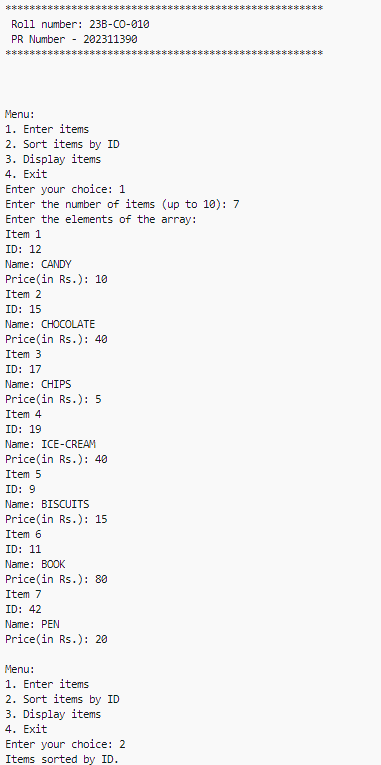 *****************************************************
Roll number: 23B-CO-010
PR Number - 202311390
*****************************************************
Menu:
1. Enter items
2. Sort items by ID
3. Display items
4. Exit
Enter your choice: 1
Enter the number of items (up to 10): 7
Enter the elements of the array:
Item 1
ID: 12
Name: CANDY
Price(in Rs.): 10
Item 2
ID: 15
Name: CHOCOLATE
Price(in Rs.): 40
Item 3
ID: 17
Name: CHIPS
Price(in Rs.): 5
Item 4
ID: 19
Name: ICE-CREAM
Price(in Rs.): 40
Item 5
ID: 9
Name: BISCUITS
Price(in Rs.): 15
Item 6
ID: 11
Name: BOOK
Price(in Rs.): 80
Item 7
ID: 42
Name: PEN
Price(in Rs.): 20
Menu:
1. Enter items
2. Sort items by ID
3. Display items
4. Exit
Enter your choice: 2
Items sorted by ID.